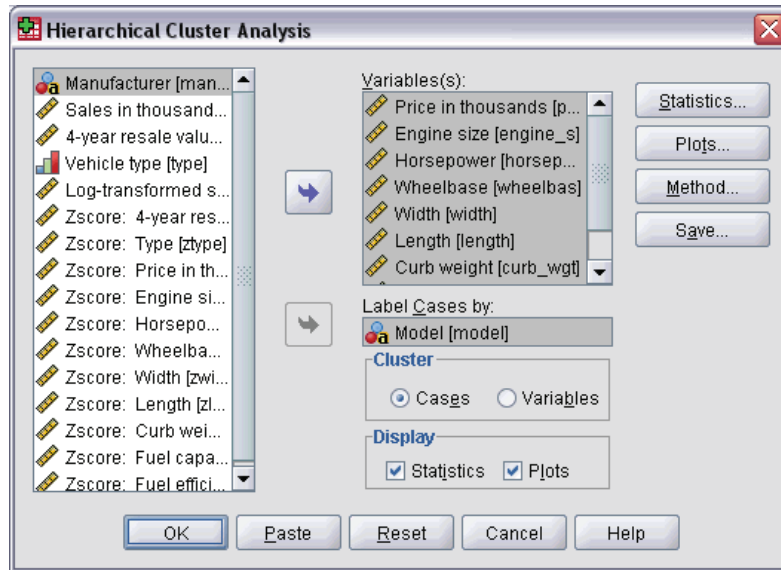 Hierarchical Cluster Analysis
Manufacturer [man...
Sales in thousand...
4-year resale valu...
Vehicle type [type]
Log-transformed s...
Zscore: 4-year res...
Zscore: Type [ztype]
Zscore: Price in th...
Zscore: Engine si...
Zscore: Horsepo...
Zscore: Wheelba...
Zscore: Width [zwi...
Zscore: Length [zl...
Zscore: Curb wei...
Zscore: Fuel capa...
Zscore: Fuel effici...
Variables(s):
Price in thousands [p...
Engine size [engine_s]
Horsepower [horsep...
Wheelbase [wheelbas]
Width [width]
Length [length]
Curb weight [curb_wgt]
Label Cases by:
Model [model]
Cluster
Cases Variables
Display
Statistics Plots
Statistics...
Plots...
Method...
Save...
OK Paste Reset Cancel Help